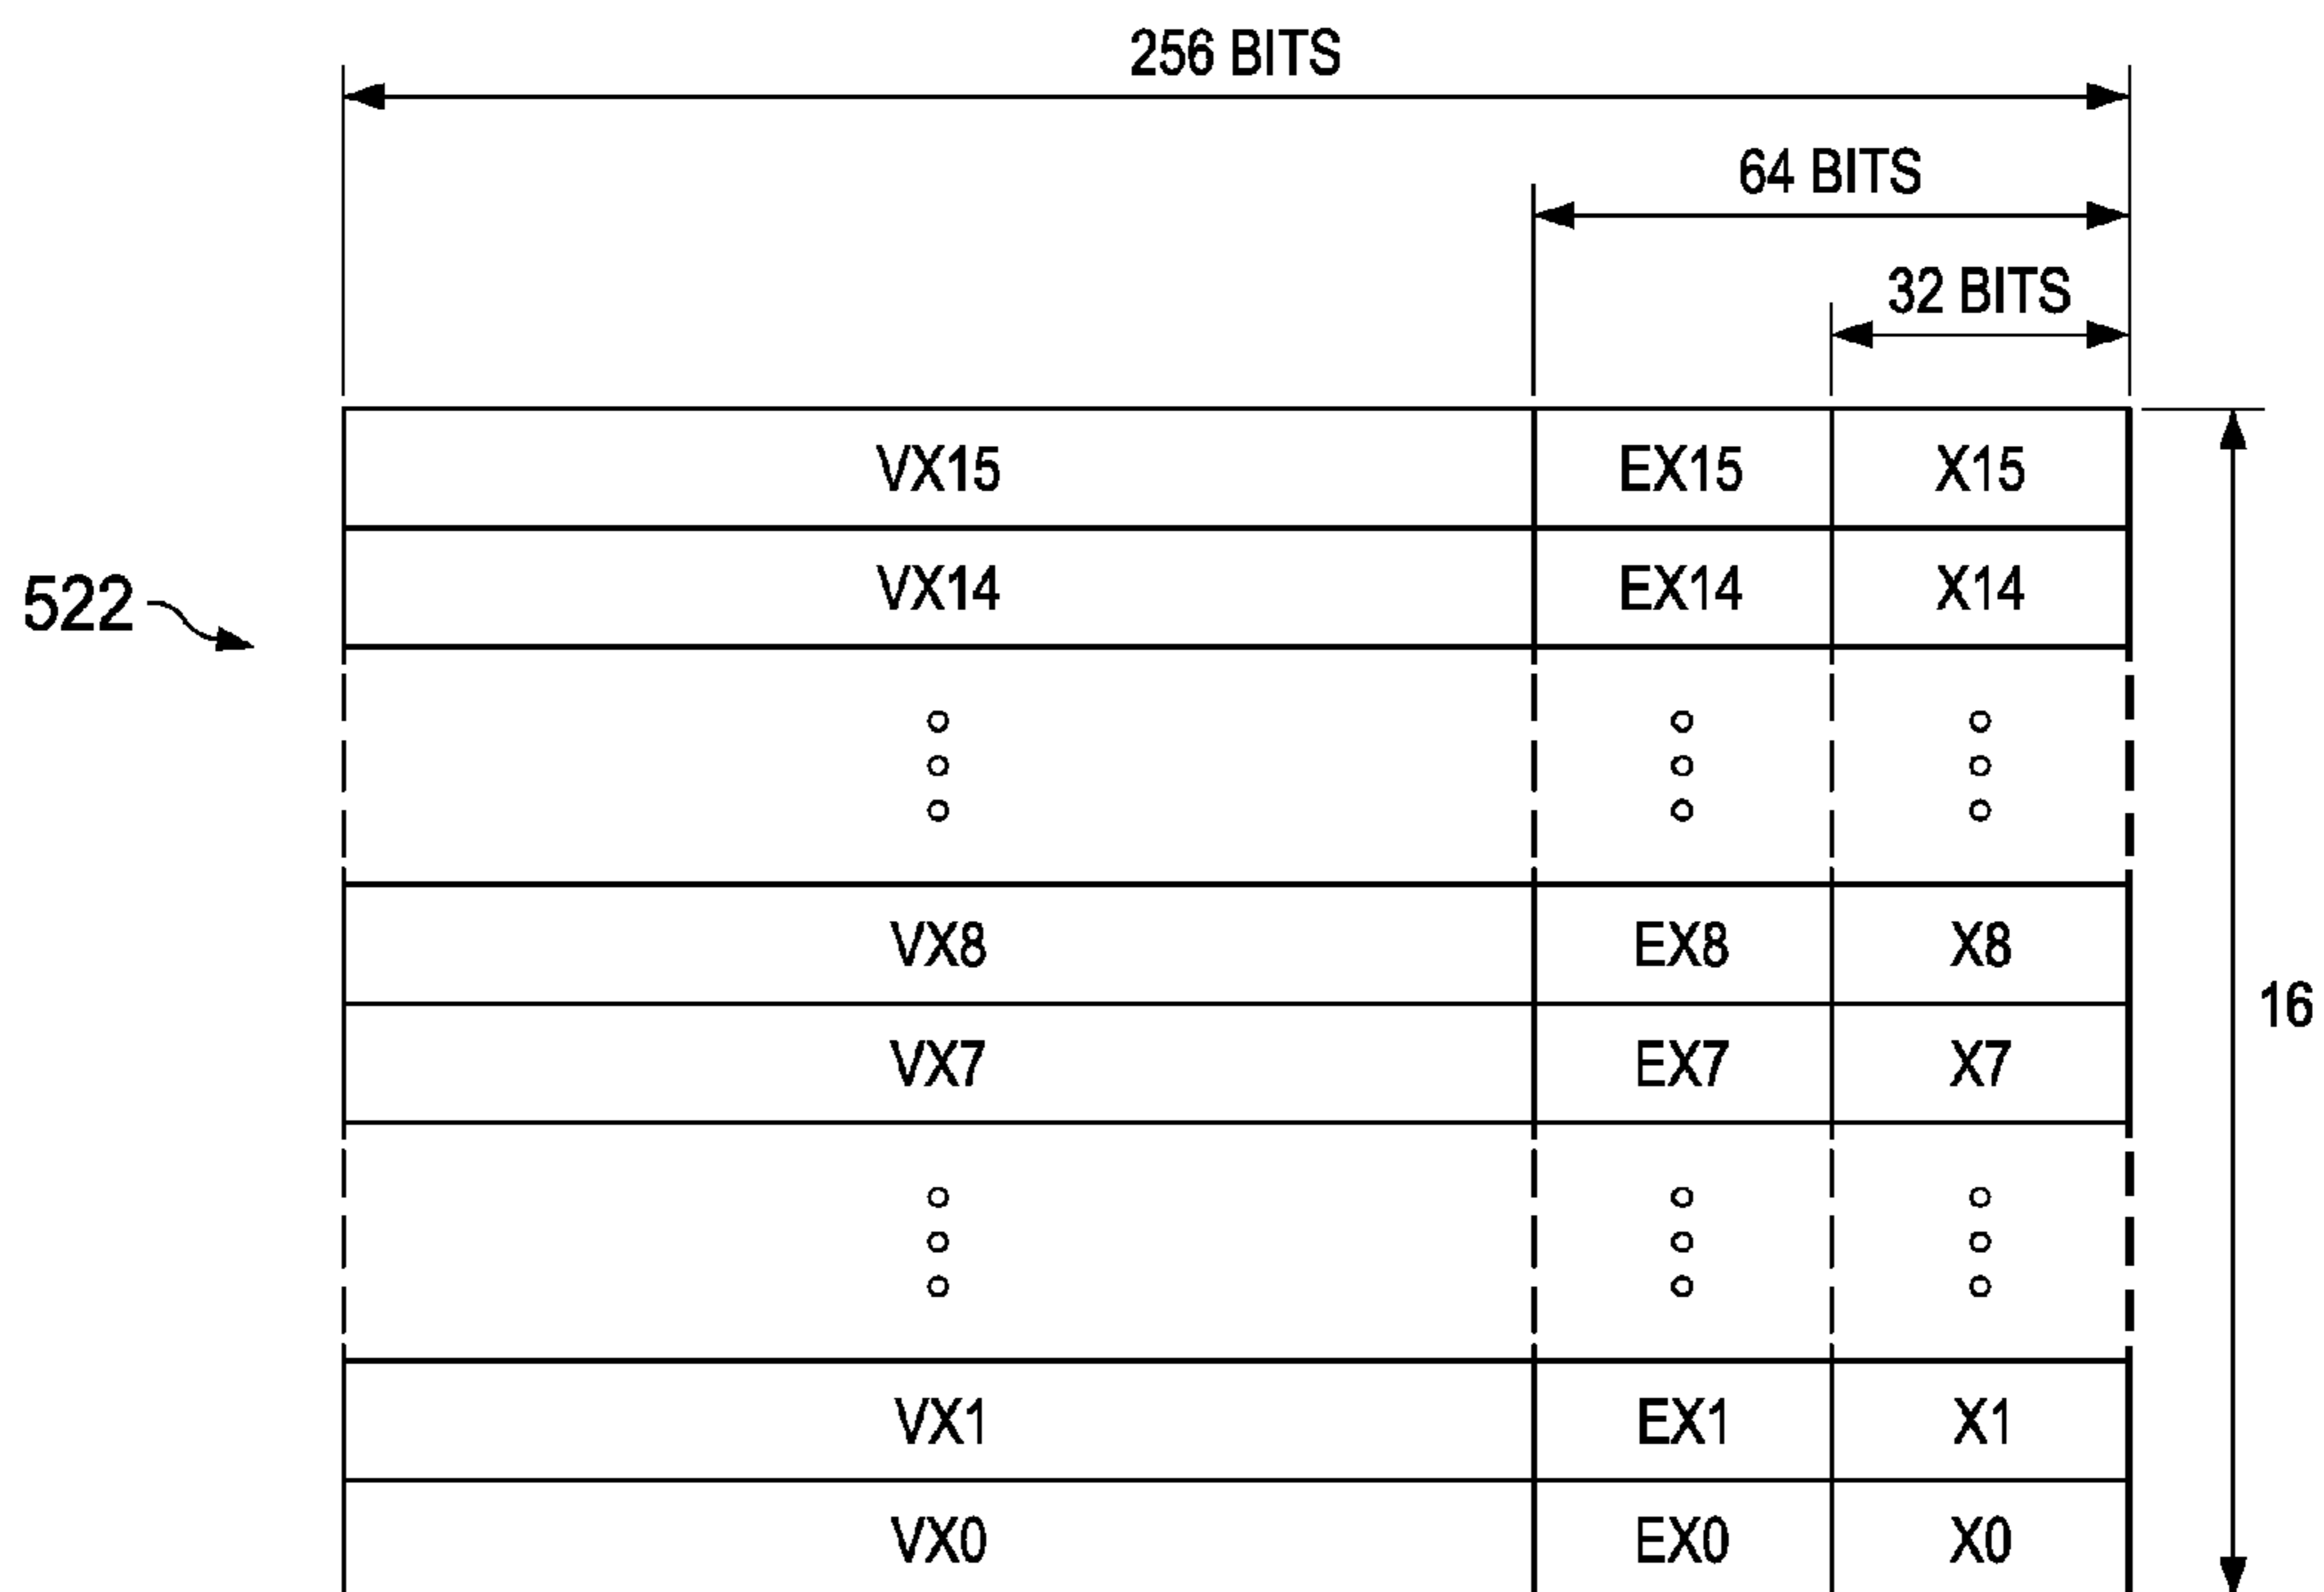 256 BITS
64 BITS
32 BITS
VX15 EX15 X15
VX14 EX14 X14
522
VX8 EX8 X8
16
VX7 EX7 X7
VX1 EX1 X1
VX0 EX0 X0